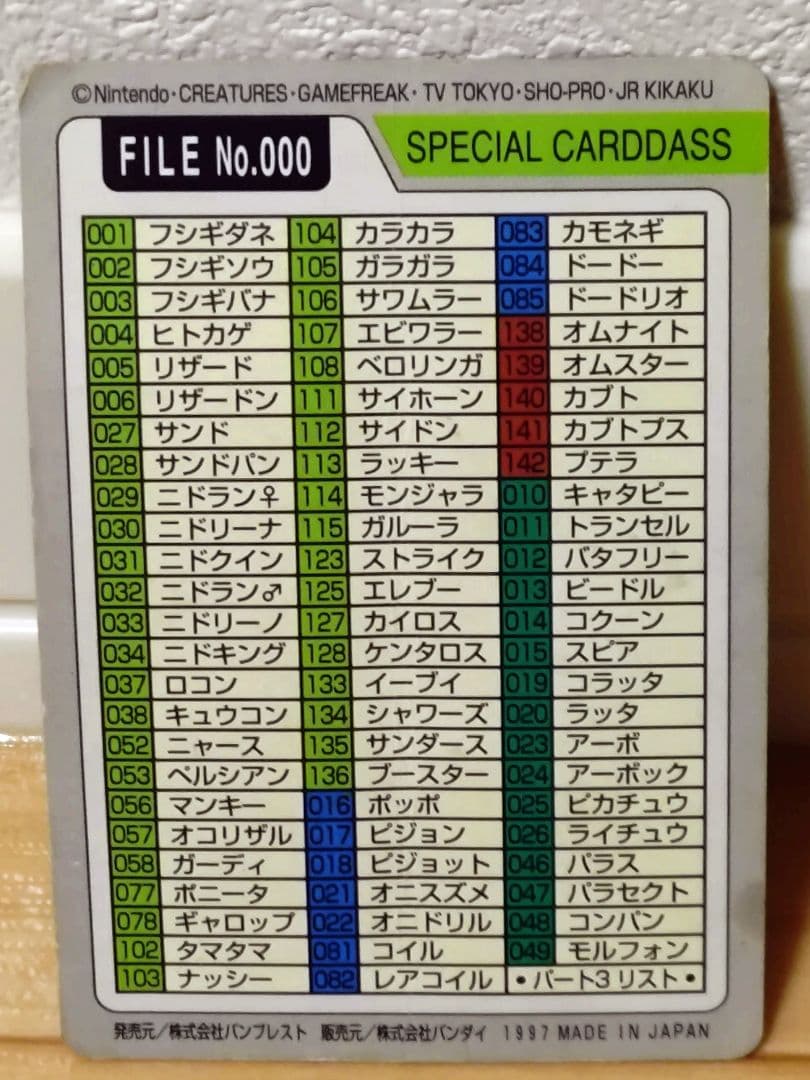 ©Nintendo・CREATURES・GAMEFREAK・TV TOKYO・SHO-PRO・JR KIKAKU
FILE No.000
SPECIAL CARDDASS
001 フシギダネ 104 カラカラ 083 カモネギ
002 フシギソウ 105 ガラガラ 084 ドードー
003 フシギバナ 106 サワムラー 085 ドードリオ
004 ヒトカゲ 107 エビワラー 138 オムナイト
005 リザード 108 ベロリンガ 139 オムスター
006 リザードン 111 サイホーン 140 カブト
027 サンド 112 サイドン 141 カブトプス
028 サンドパン 113 ラッキー 142 プテラ
029 ニドラン♀ 114 モンジャラ 010 キャタピー
030 ニドリーナ 115 ガルーラ 011 トランセル
031 ニドクイン 123 ストライク 012 バタフリー
032 ニドラン♂ 125 エレブー 013 ビードル
033 ニドリーノ 127 カイロス 014 コクーン
034 ニドキング 128 ケンタロス 015 スピアー
037 ロコン 133 イーブイ 019 コラッタ
038 キュウコン 134 シャワーズ 020 ラッタ
052 ニャース 135 サンダース 023 アーボ
053 ペルシアン 136 ブースター 024 アーボック
056 マンキー 016 ポッポ 025 ピカチュウ
057 オコリザル 017 ピジョン 026 ライチュウ
058 ガーディ 018 ピジョット 046 パラス
077 ポニータ 021 オニスズメ 047 パラセクト
078 ギャロップ 022 オニドリル 048 コンパン
102 タマタマ 081 コイル 049 モルフォン
103 ナッシー 082 レアコイル •パート3リスト•
発売元/株式会社バンプレスト 販売元/株式会社バンダイ 1997 MADE IN JAPAN